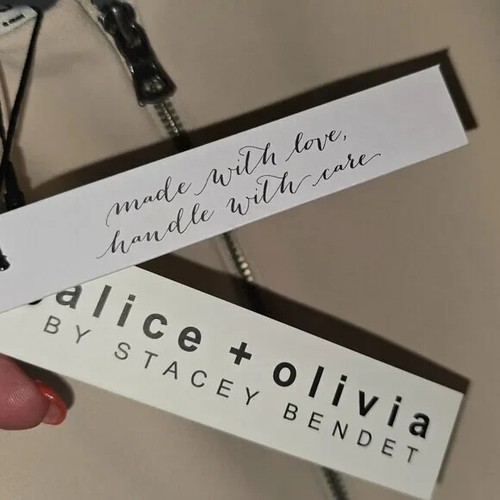 made with love,
handle with care
alice + olivia
BY STACEY BENDET